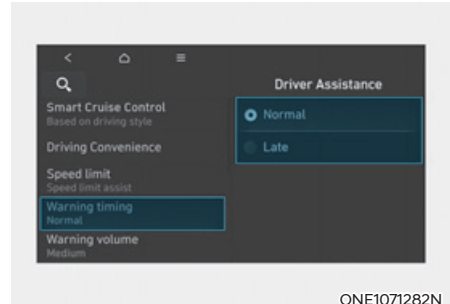 Smart Cruise Control
Based on driving style
Driving Convenience
Speed limit
Speed limit assist
Warning timing
Normal
Warning volume
Medium
Driver Assistance
Normal
Late
ONE1071282N